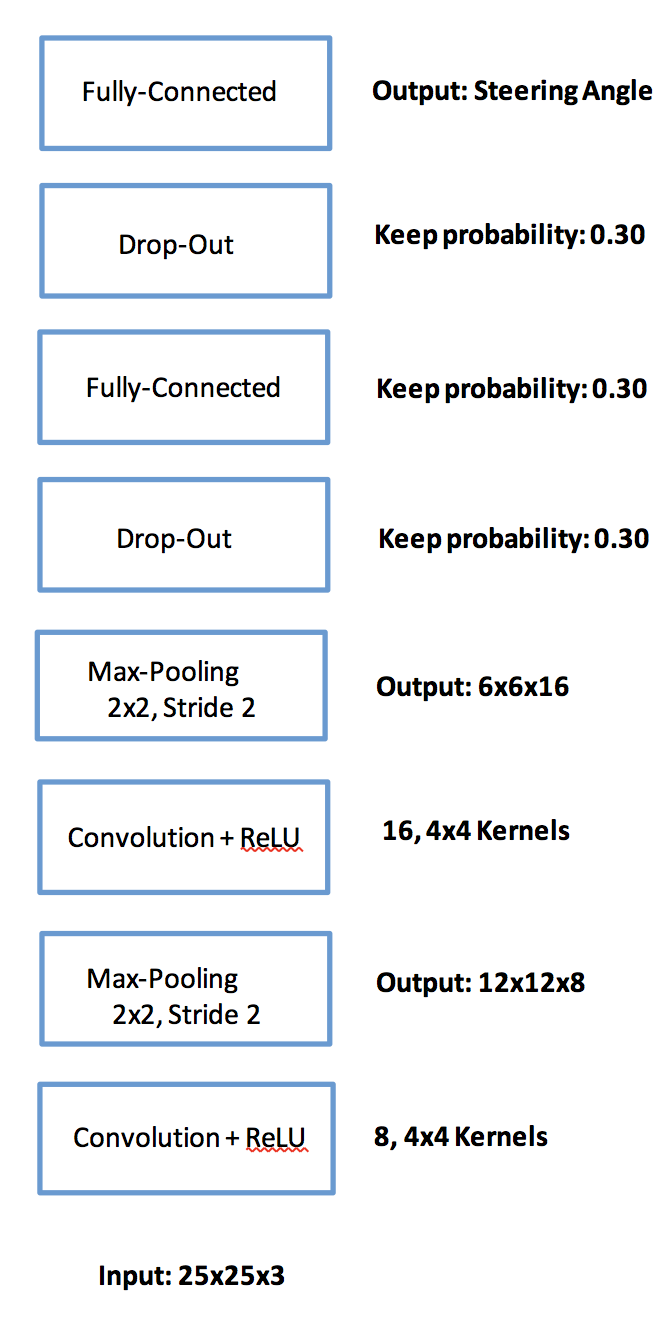 Fully-Connected
Output: Steering Angle
Drop-Out
Keep probability: 0.30
Fully-Connected
Keep probability: 0.30
Drop-Out
Keep probability: 0.30
Max-Pooling
2x2, Stride 2
Output: 6x6x16
Convolution + ReLU
16, 4x4 Kernels
Max-Pooling
2x2, Stride 2
Output: 12x12x8
Convolution + ReLU
8, 4x4 Kernels
Input: 25x25x3